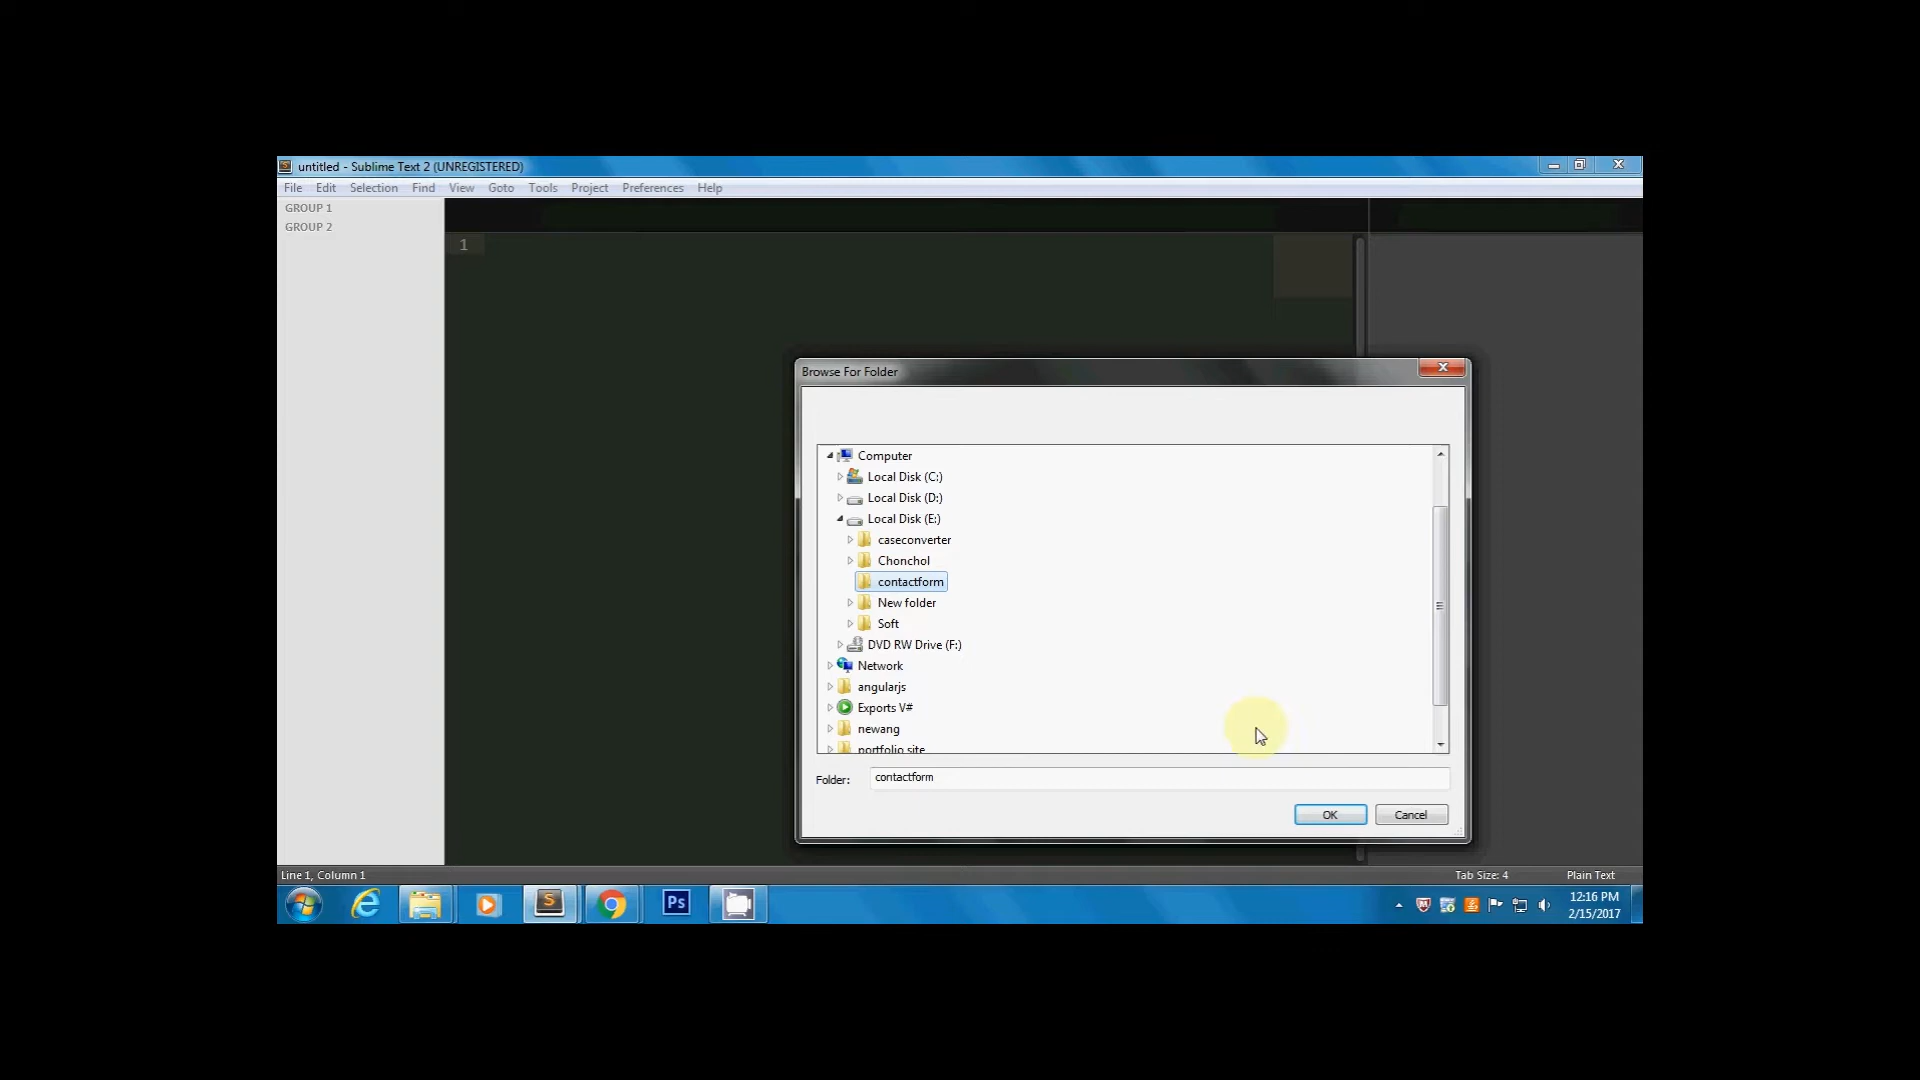 untitled - Sublime Text 2 (UNREGISTERED)
File Edit Selection Find View Goto Tools Project Preferences Help
GROUP 1
GROUP 2
1
Browse For Folder
Computer
Local Disk (C:)
Local Disk (D:)
Local Disk (E:)
caseconverter
Chonchol
contactform
New folder
Soft
DVD RW Drive (F:)
Network
angularjs
Exports V#
newang
portfolio site
Folder: contactform
OK Cancel
Line 1, Column 1 Tab Size: 4 Plain Text
Ps
12:16 PM
2/15/2017